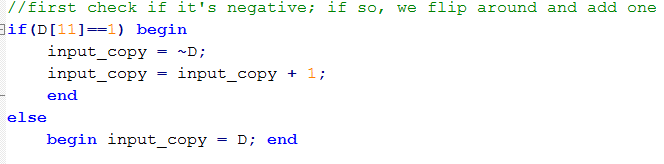 //first check if it's negative; if so, we flip around and add one
if(D[11]==1) begin
input_copy = ~D;
input_copy = input_copy + 1;
end
else
begin input_copy = D; end